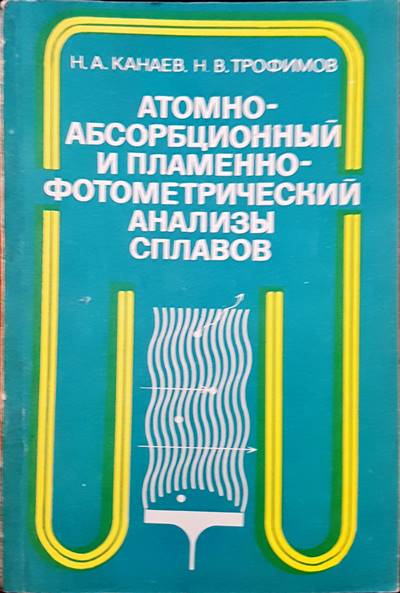 Н. А. КАНАЕВ, Н. В. ТРОФИМОВ
АТОМНО-
АБСОРБЦИОННЫЙ
И ПЛАМЕННО-
ФОТОМЕТРИЧЕСКИЙ
АНАЛИЗЫ
СПЛАВОВ